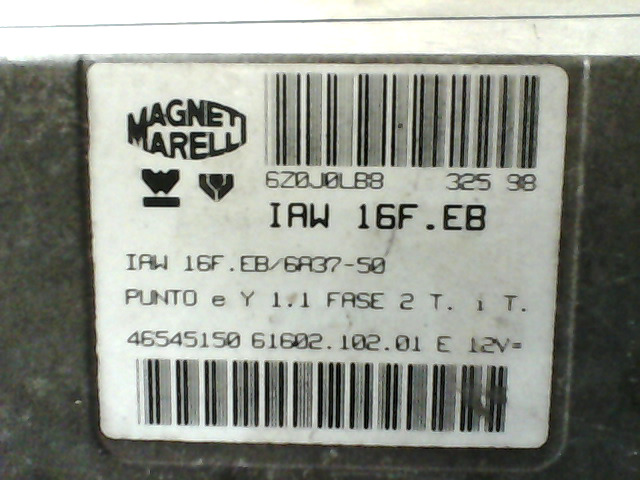 MAGNETI
MARELLI
6Z0J0LB8 325 98
IAW 16F.EB
IAW 16F.EB/6A37-50
PUNTO e Y 1.1 FASE 2 T. i T.
46545150 61602.102.01 E 12V=